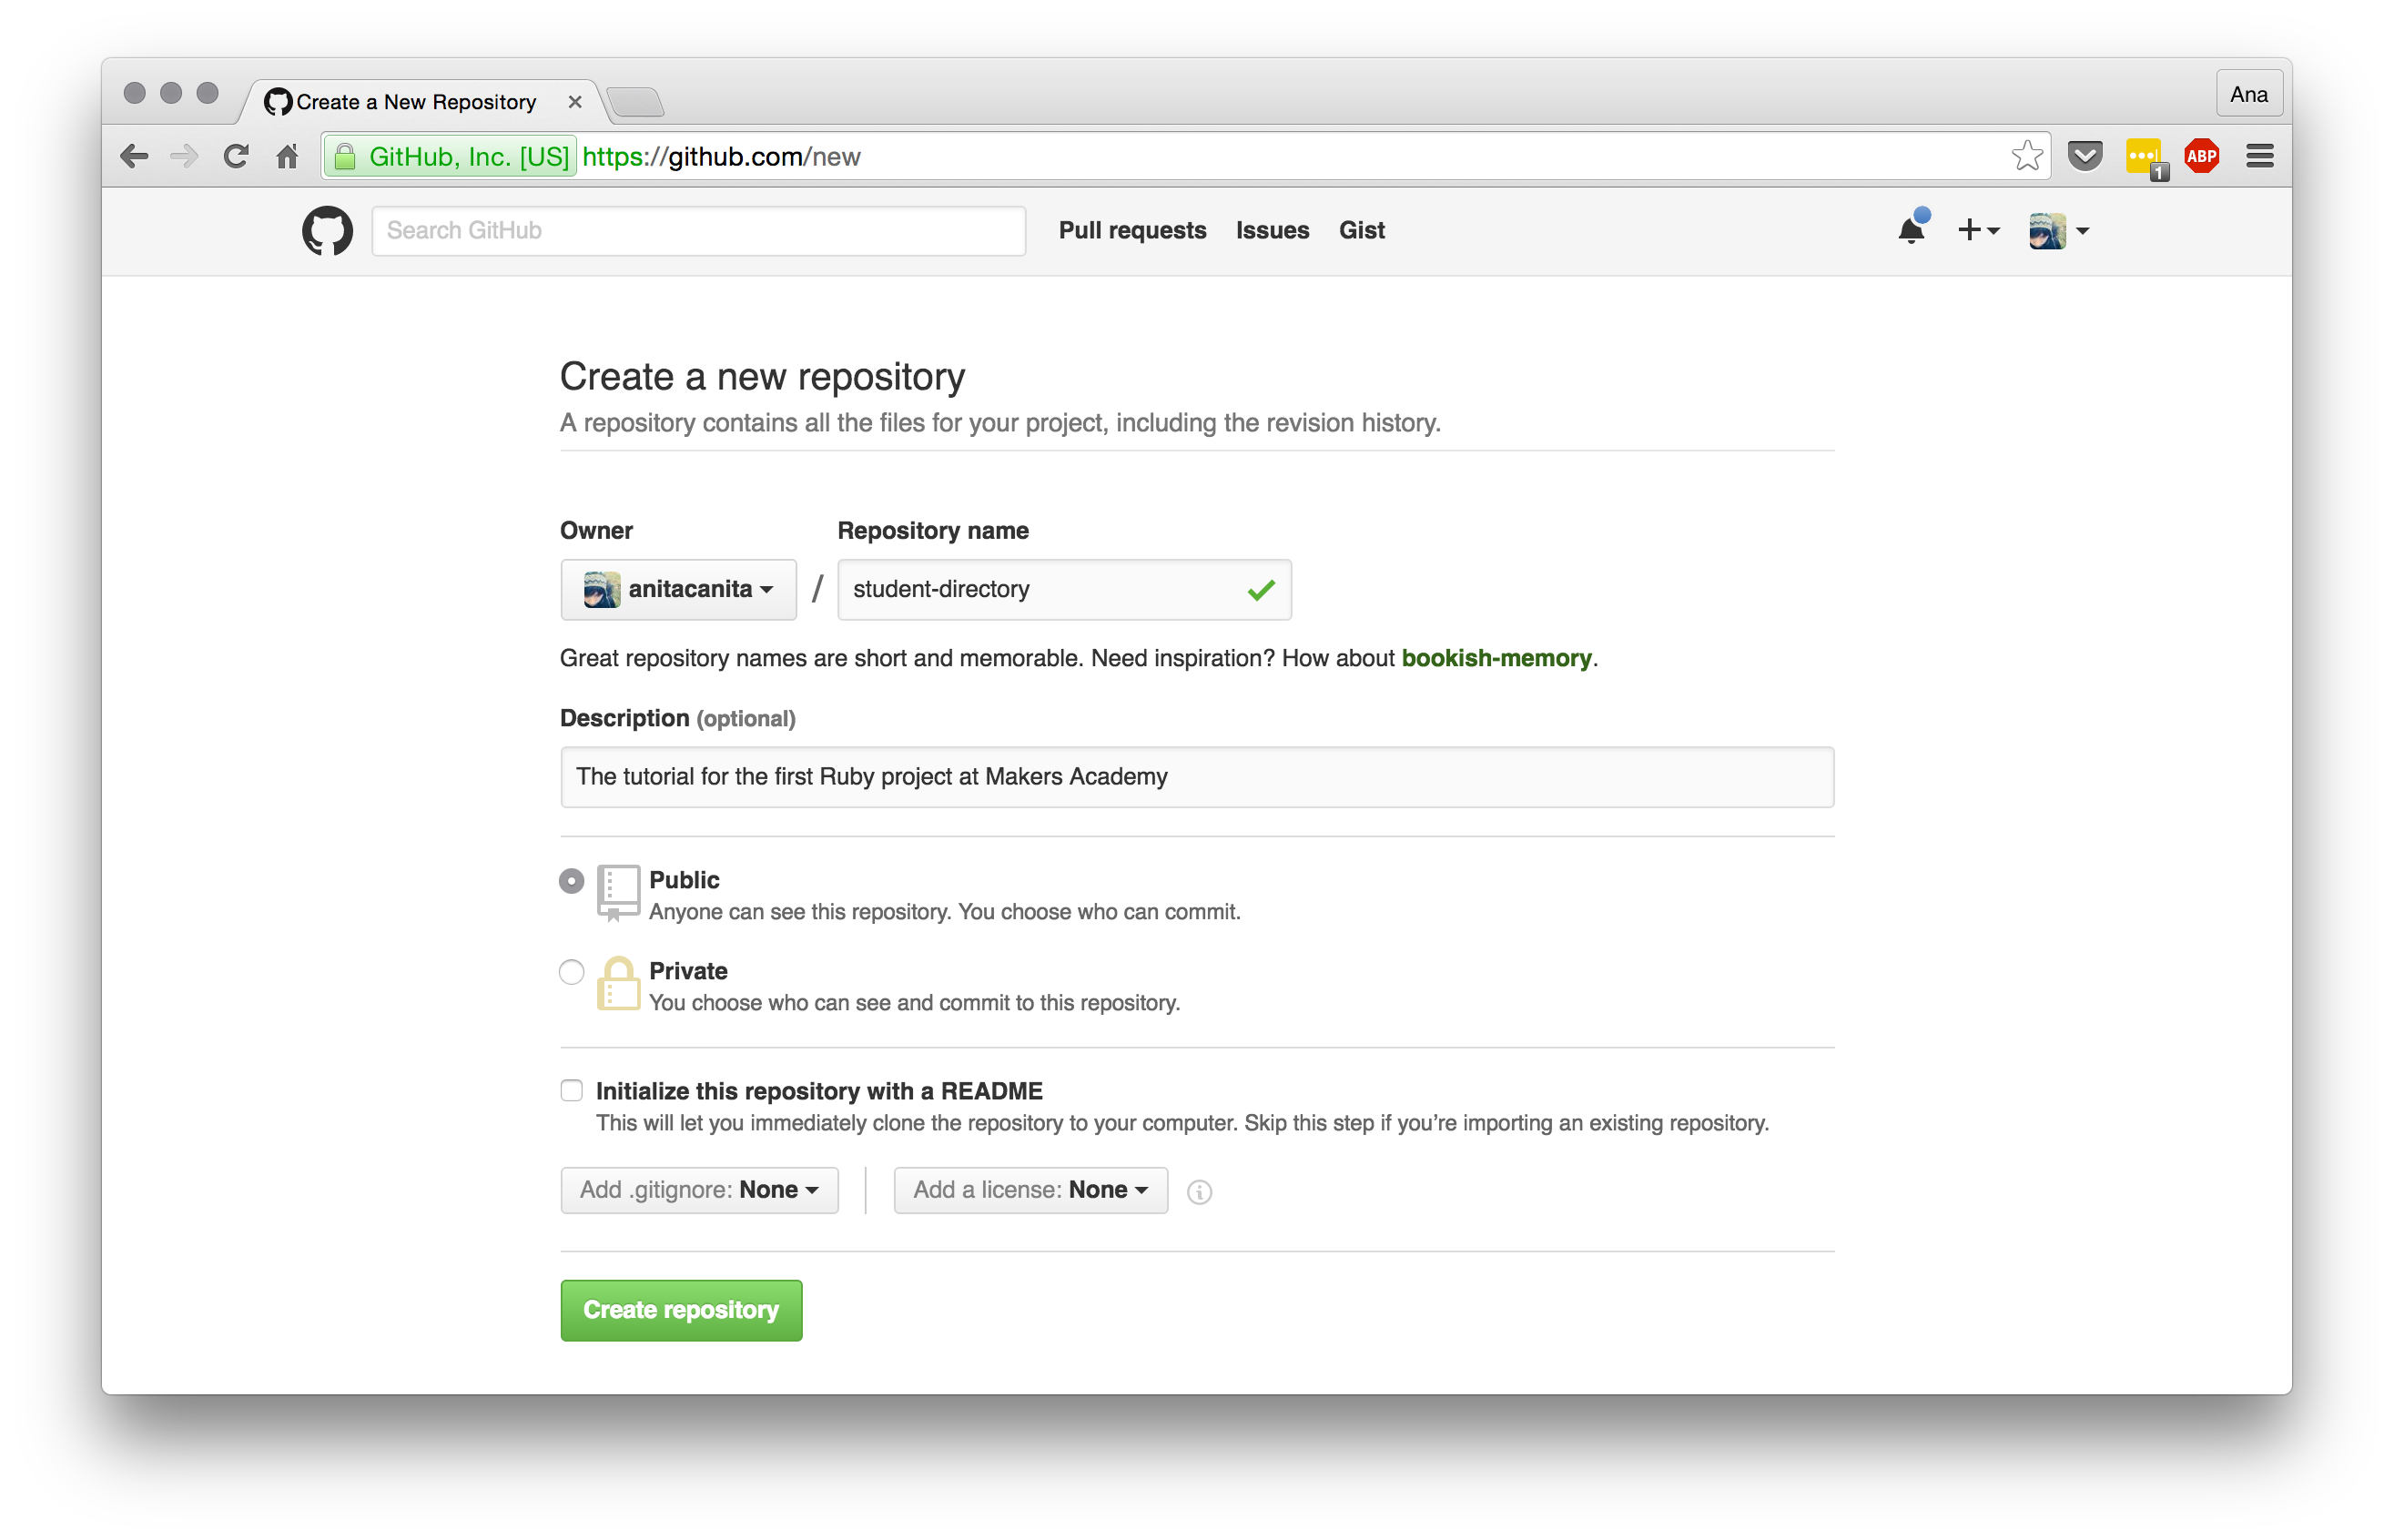 Create a New Repository
Ana
GitHub, Inc. [US] https://github.com/new
ABP
1
Search GitHub
Pull requests Issues Gist
Create a new repository
A repository contains all the files for your project, including the revision history.
Owner Repository name
anitacanita / student-directory
Great repository names are short and memorable. Need inspiration? How about bookish-memory.
Description (optional)
The tutorial for the first Ruby project at Makers Academy
Public
Anyone can see this repository. You choose who can commit.
Private
You choose who can see and commit to this repository.
Initialize this repository with a README
This will let you immediately clone the repository to your computer. Skip this step if you’re importing an existing repository.
Add .gitignore: None Add a license: None
Create repository